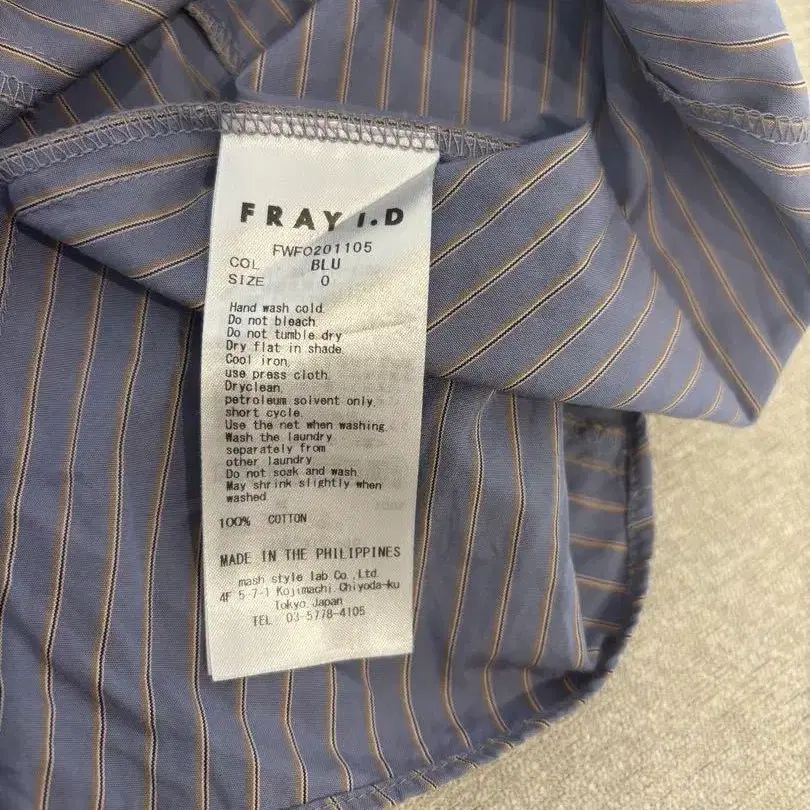 FRAY I.D
FWFO201105
COL BLU
SIZE 0
Hand wash cold.
Do not bleach.
Do not tumble dry
Dry flat in shade.
Cool iron,
use press cloth.
Dryclean,
petroleum solvent only,
short cycle.
Use the net when washing.
Wash the laundry
separately from
other laundry
Do not soak and wash.
May shrink slightly when
washed.
100% COTTON
MADE IN THE PHILIPPINES
mash style lab Co.,Ltd.
4F 5-7-1 Kojimachi, Chiyoda-ku
Tokyo, Japan
TEL 03-5778-4105